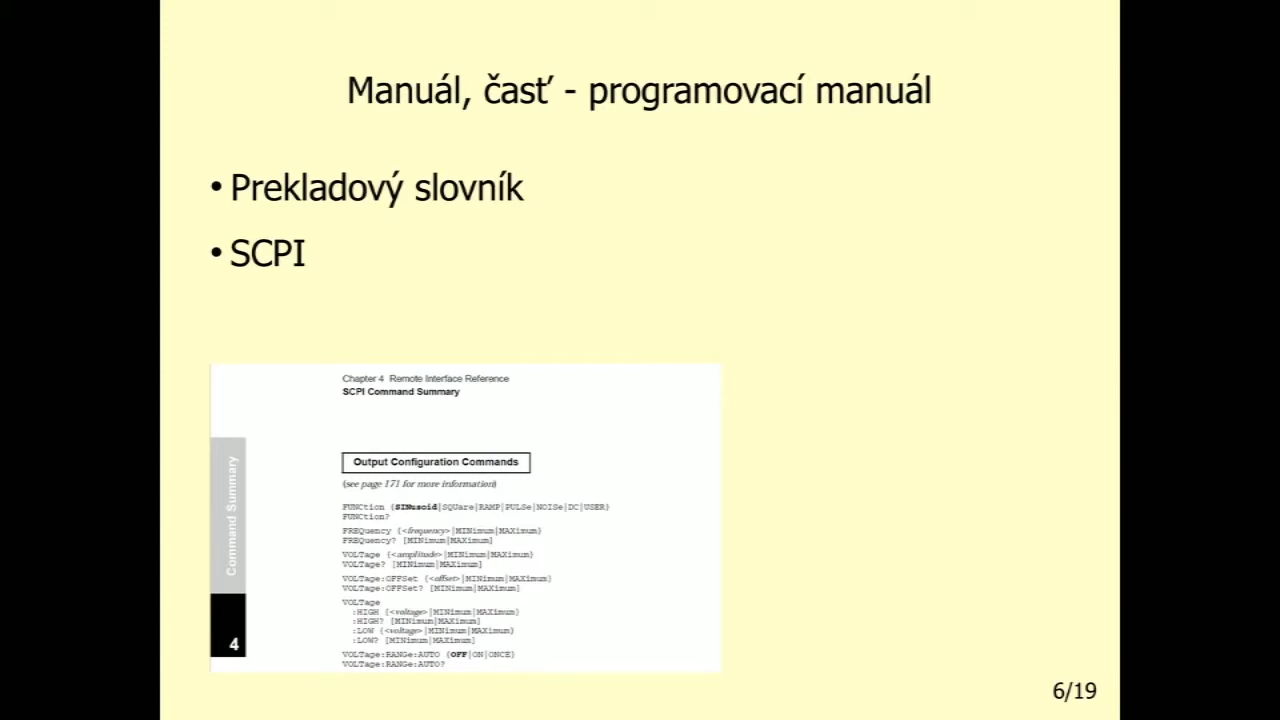 Manuál, časť - programovací manuál
• Prekladový slovník
• SCPI
Chapter 4 Remote Interface Reference
SCPI Command Summary
Output Configuration Commands
(see page 171 for more information)
FUNCtion {SINusoid|SQUare|RAMP|PULSe|NOISe|DC|USER}
FUNCtion?
FREQuency {<frequency>|MINimum|MAXimum}
FREQuency? [MINimum|MAXimum]
VOLTage {<amplitude>|MINimum|MAXimum}
VOLTage? [MINimum|MAXimum]
VOLTage:OFFSet {<offset>|MINimum|MAXimum}
VOLTage:OFFSet? [MINimum|MAXimum]
VOLTage
:HIGH {<voltage>|MINimum|MAXimum}
:HIGH? [MINimum|MAXimum]
:LOW {<voltage>|MINimum|MAXimum}
:LOW? [MINimum|MAXimum]
VOLTage:RANGe:AUTO {OFF|ON|ONCE}
VOLTage:RANGe:AUTO?
Command Summary
4
6/19